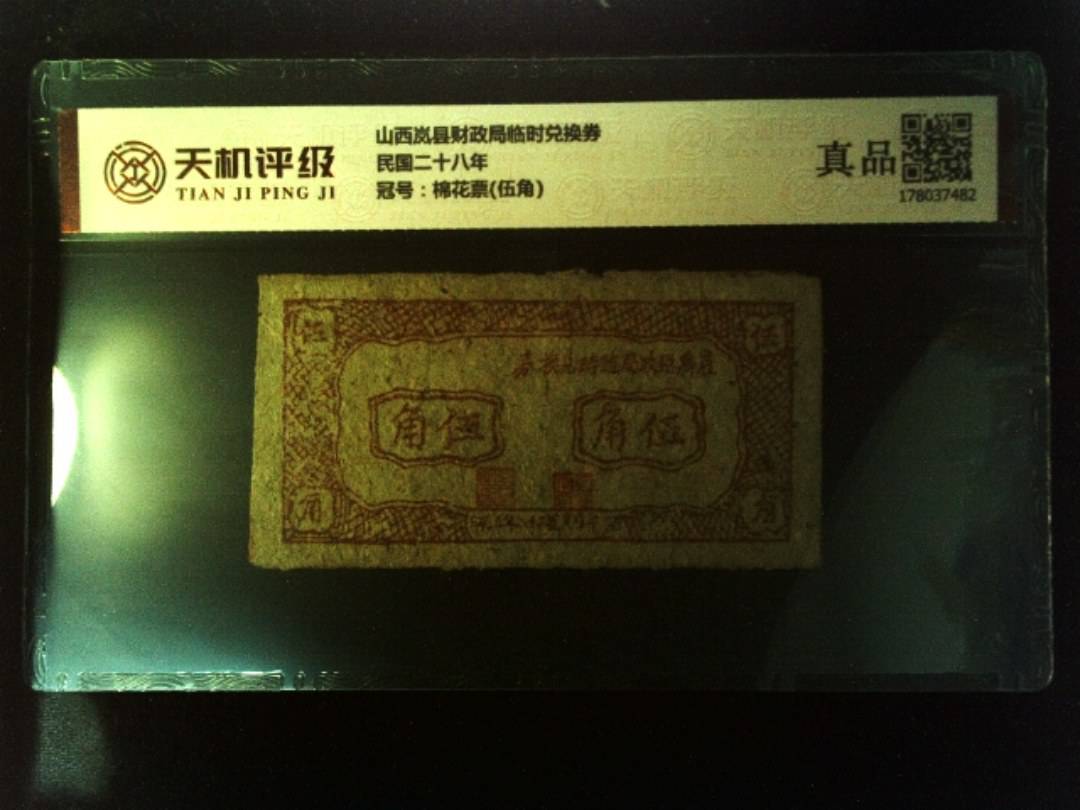 天机评级
TIAN JI PING JI
山西岚县财政局临时兑换券
民国二十八年
冠号：棉花票(伍角)
真品
178037482
伍
伍
角伍
角伍
角
角